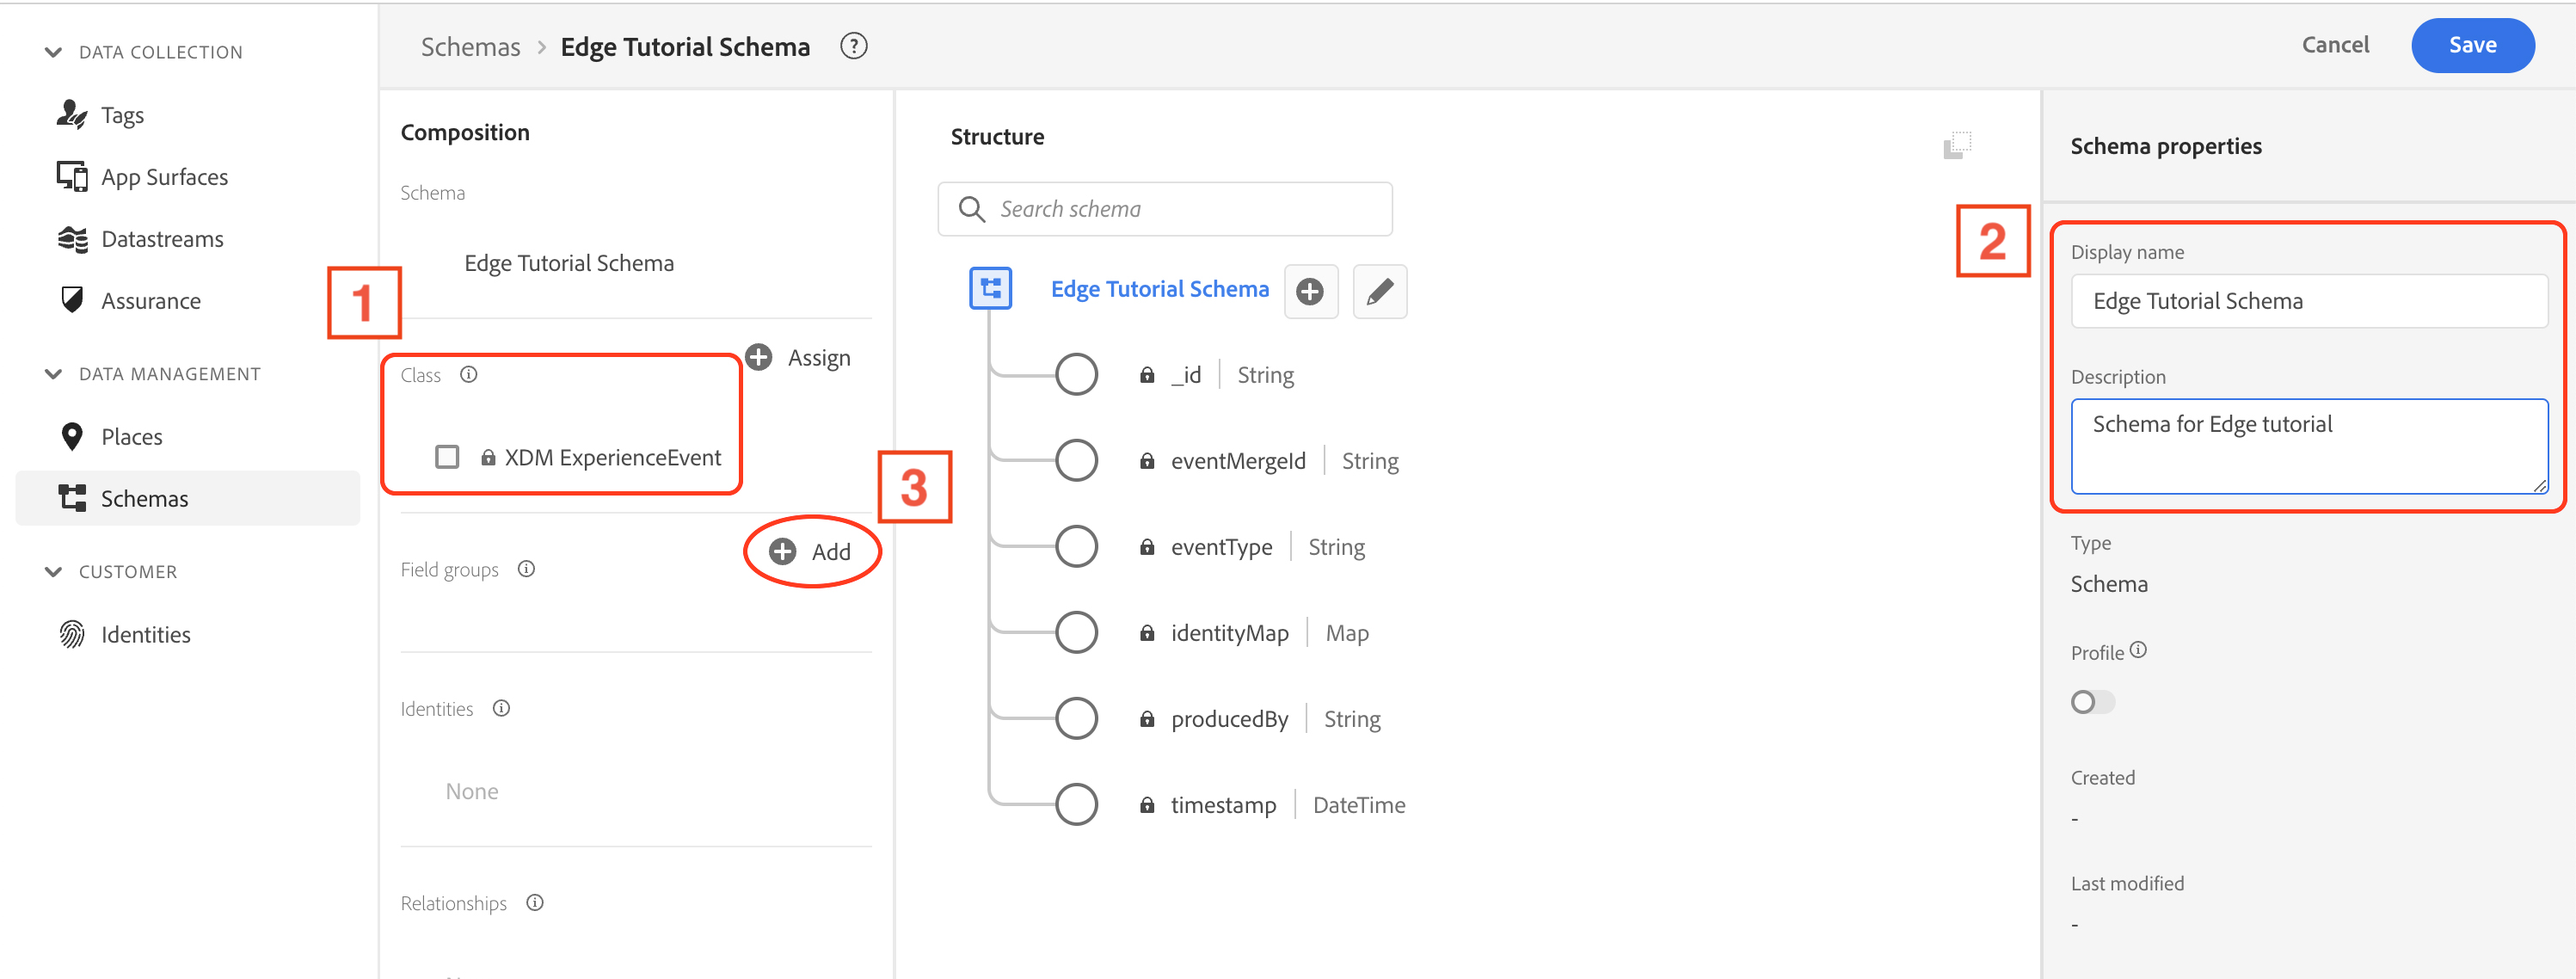 DATA COLLECTION
Tags
App Surfaces
Datastreams
Assurance
DATA MANAGEMENT
Places
Schemas
CUSTOMER
Identities
Schemas > Edge Tutorial Schema ?
Cancel
Save
Composition
Schema
Edge Tutorial Schema
1
Assign
Class
XDM ExperienceEvent
3
Add
Field groups
Identities
None
Relationships
Structure
Search schema
Edge Tutorial Schema
_id | String
eventMergeId | String
eventType | String
identityMap | Map
producedBy | String
timestamp | DateTime
Schema properties
2
Display name
Edge Tutorial Schema
Description
Schema for Edge tutorial
Type
Schema
Profile
Created
-
Last modified
-